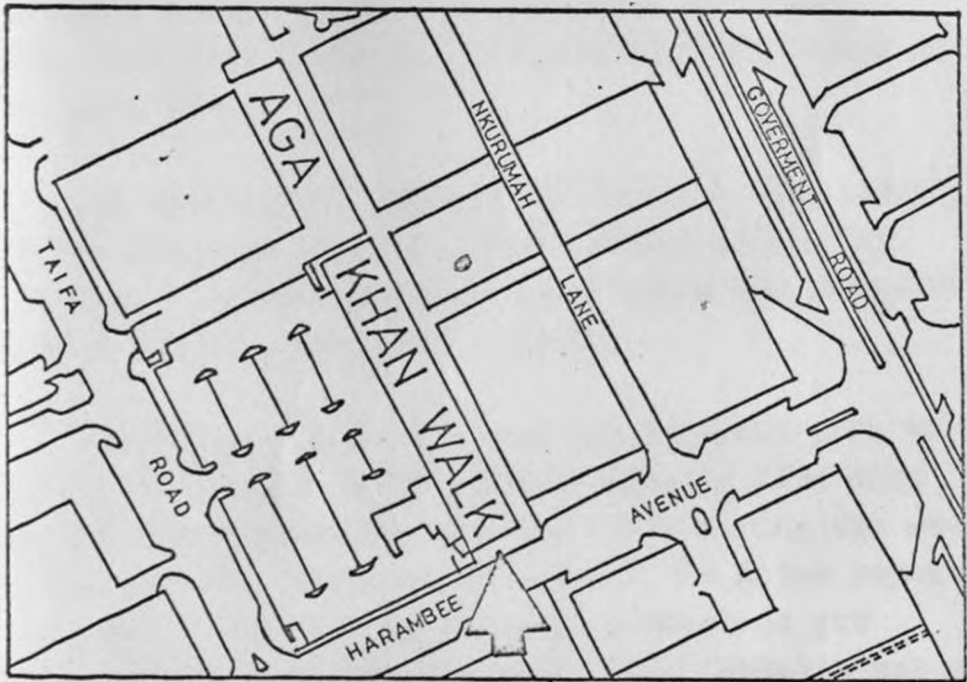 AGA
KHAN WALK
NKURUMAH
LANE
GOVERMENT
ROAD
TAIFA
ROAD
HARAMBEE
AVENUE